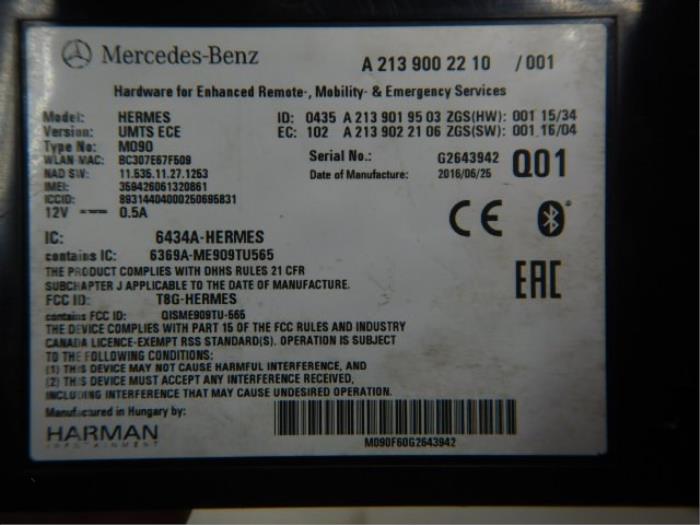 Mercedes-Benz A 213 900 22 10 / 001
Hardware for Enhanced Remote-, Mobility- & Emergency Services
Model: HERMES ID: 0435 A 213 901 95 03 ZGS(HW): 001 15/34
Version: UMTS ECE EC: 102 A 213 902 21 06 ZGS(SW): 001 16/04
Type No: M090
WLAN MAC: BC307E67F509 Serial No.: G2643942 Q01
NAD SW: 11.535.11.27.1253 Date of Manufacture: 2016/06/25
IMEI: 359426061320861
ICCID: 89314404000250695831
12V 0.5A
CE
IC: 6434A-HERMES
contains IC: 6369A-ME909TU565
THE PRODUCT COMPLIES WITH DHHS RULES 21 CFR
SUBCHAPTER J APPLICABLE TO THE DATE OF MANUFACTURE.
EAC
FCC ID: T8G-HERMES
contains FCC ID: QISME909TU-565
THE DEVICE COMPLIES WITH PART 15 OF THE FCC RULES AND INDUSTRY
CANADA LICENCE-EXEMPT RSS STANDARD(S). OPERATION IS SUBJECT
TO THE FOLLOWING CONDITIONS:
(1) THIS DEVICE MAY NOT CAUSE HARMFUL INTERFERENCE, AND
(2) THIS DEVICE MUST ACCEPT ANY INTERFERENCE RECEIVED,
INCLUDING INTERFERENCE THAT MAY CAUSE UNDESIRED OPERATION.
Manufactured in Hungary by:
HARMAN
INFOTAINMENT
M090F60G2643942